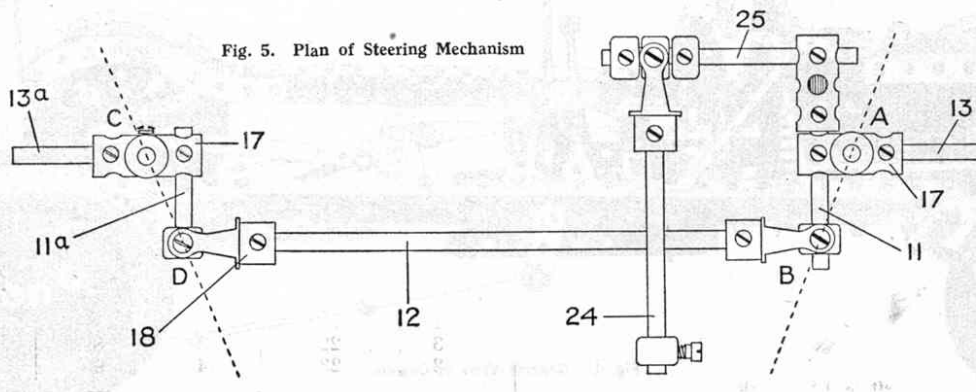 25
Fig. 5. Plan of Steering Mechanism
13a
C
A
13
17
17
11a
11
D
B
18
12
24